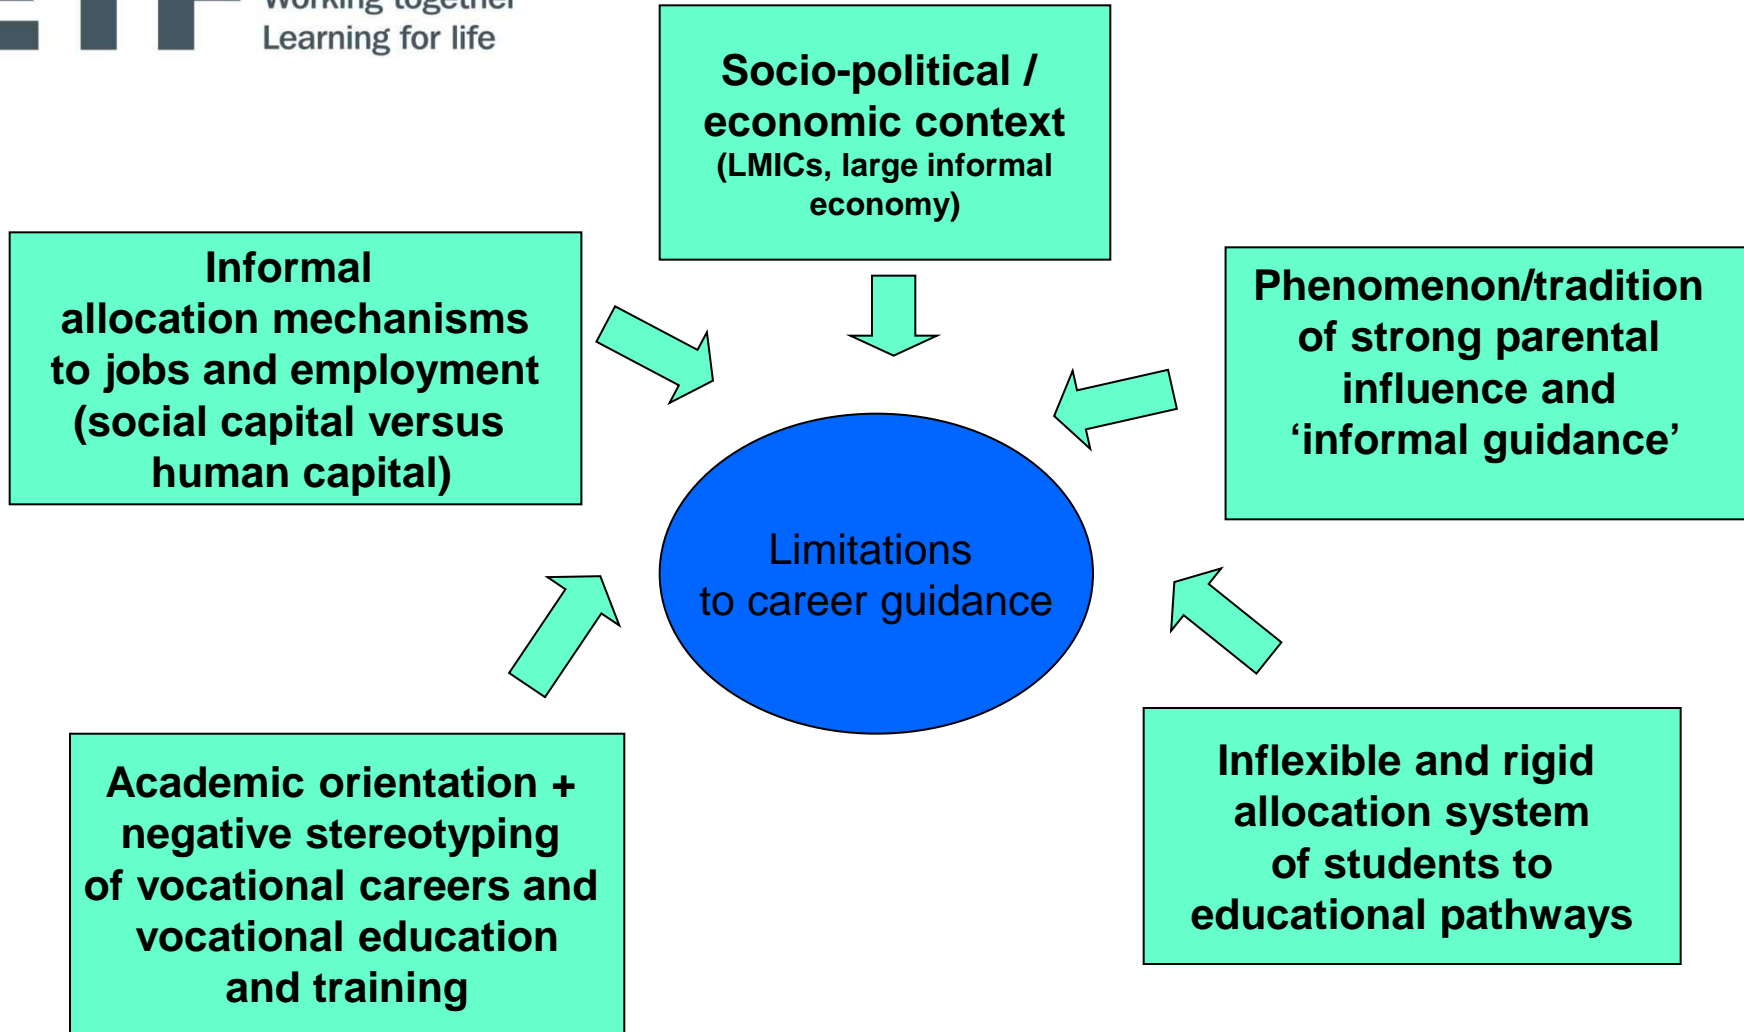 ETF
Working together
Learning for life
Socio-political /
economic context
(LMICs, large informal
economy)
Informal
allocation mechanisms
to jobs and employment
(social capital versus
human capital)
Phenomenon/tradition
of strong parental
influence and
‘informal guidance’
Limitations
to career guidance
Academic orientation +
negative stereotyping
of vocational careers and
vocational education
and training
Inflexible and rigid
allocation system
of students to
educational pathways